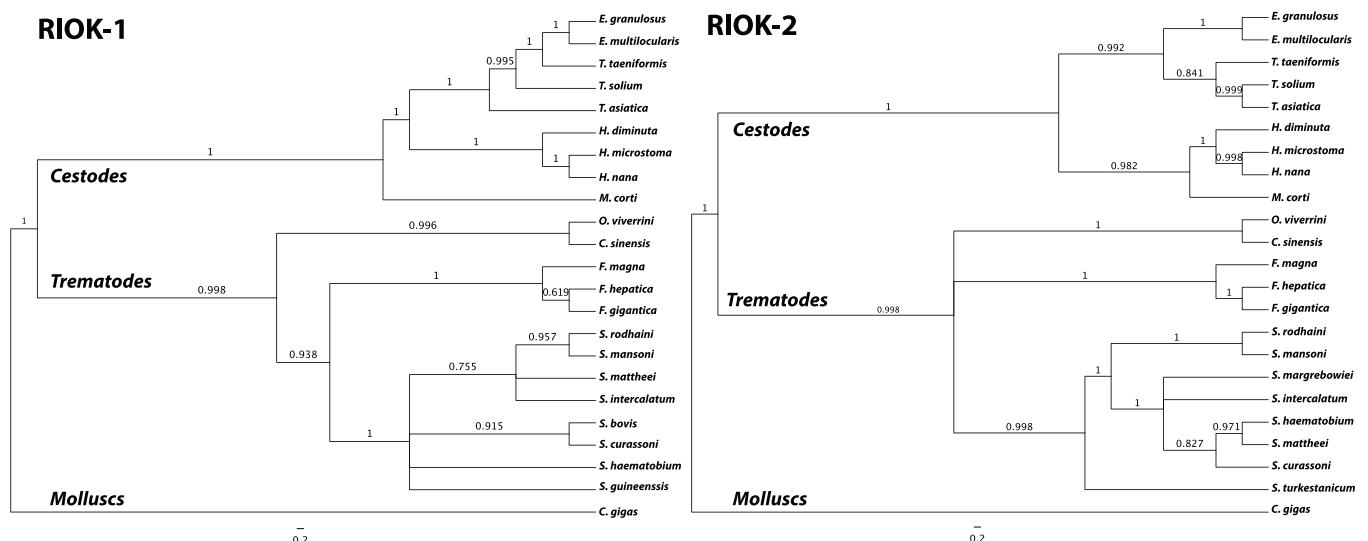 RIOK-1
E. granulosus
1
E. multilocularis
1
T. taeniformis
0.995
T. solium
1
T. asiatica
1
H. diminuta
1
H. microstoma
1
H. nana
1
Cestodes
M. corti
1
O. viverrini
0.996
C. sinensis
Trematodes
0.998
F. magna
1
F. hepatica
0.619
F. gigantica
0.938
S. rodhaini
0.957
S. mansoni
0.755
S. mattheei
S. intercalatum
1
S. bovis
0.915
S. curassoni
S. haematobium
S. guineenssis
Molluscs
C. gigas
0.2
RIOK-2
E. granulosus
1
E. multilocularis
0.992
T. taeniformis
0.841
T. solium
0.999
T. asiatica
1
Cestodes
H. diminuta
1
H. microstoma
0.998
H. nana
0.982
M. corti
1
O. viverrini
1
C. sinensis
Trematodes
0.998
F. magna
1
F. hepatica
1
F. gigantica
S. rodhaini
1
S. mansoni
1
S. margrebowiei
1
S. intercalatum
0.998
S. haematobium
0.971
S. mattheei
0.827
S. curassoni
S. turkestanicum
Molluscs
C. gigas
0.2